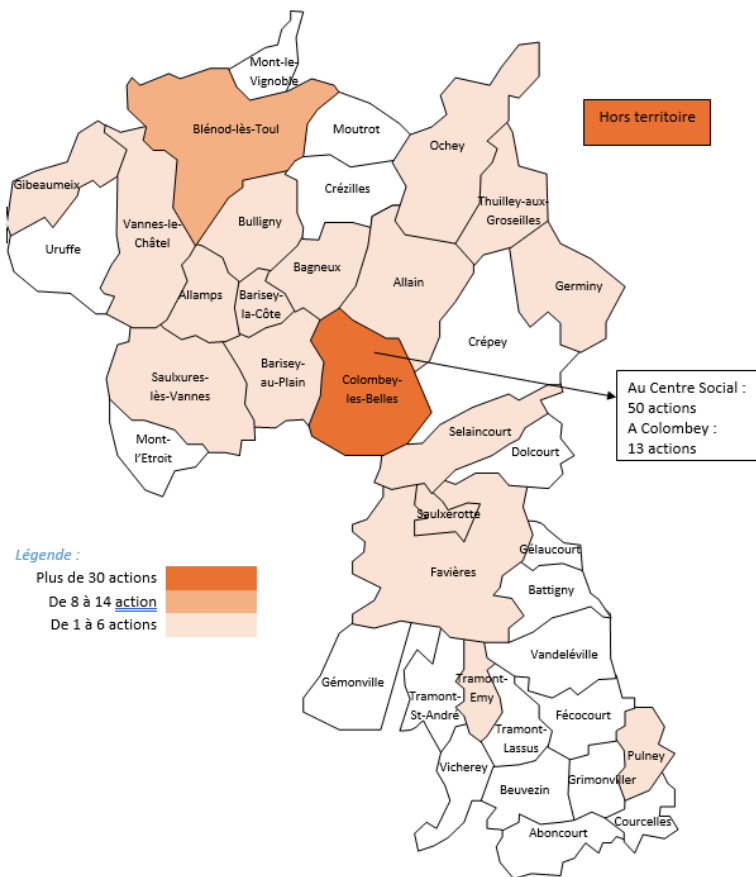 Mont-le-
Vignoble
Hors territoire
Blénod-lès-Toul
Moutrot
Ochey
Gibeaumeix
Crézilles
Thuilley-aux-
Groseilles
Vannes-le-
Châtel
Bulligny
Uruffe
Bagneux
Allain
Germiny
Allamps
Barisey-
la-Côte
Crépey
Saulxures-
lès-Vannes
Barisey-
au-Plain
Colombey-
les-Belles
Au Centre Social :
50 actions
A Colombey :
13 actions
Selaincourt
Mont-
l'Etroit
Dolcourt
Saulxerotte
Légende :
Plus de 30 actions
De 8 à 14 action
De 1 à 6 actions
Gélaucourt
Favières
Battigny
Vandeléville
Gémonville
Tramont-
Emy
Tramont-
St-André
Fécocourt
Tramont-
Lassus
Pulney
Vicherey
Grimonviller
Beuvezin
Courcelles
Aboncourt